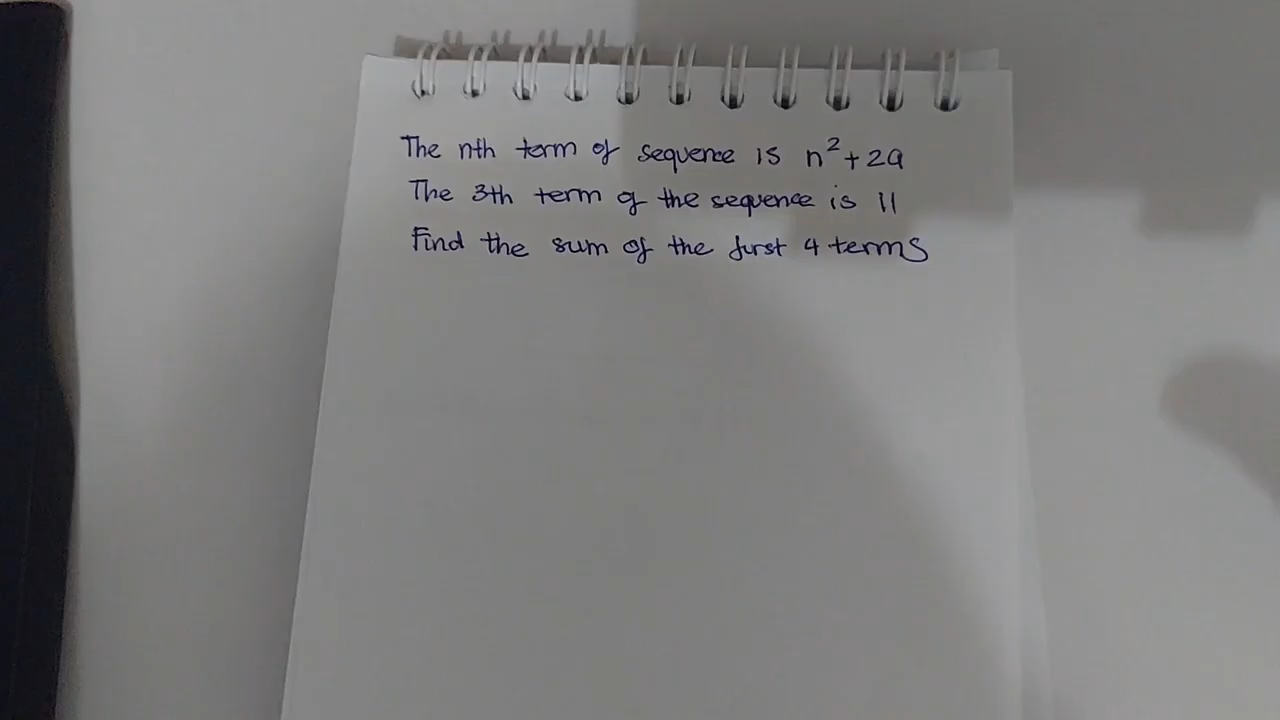 The nth term of sequence is n²+2a
The 3th term of the sequence is 11
Find the sum of the first 4 terms